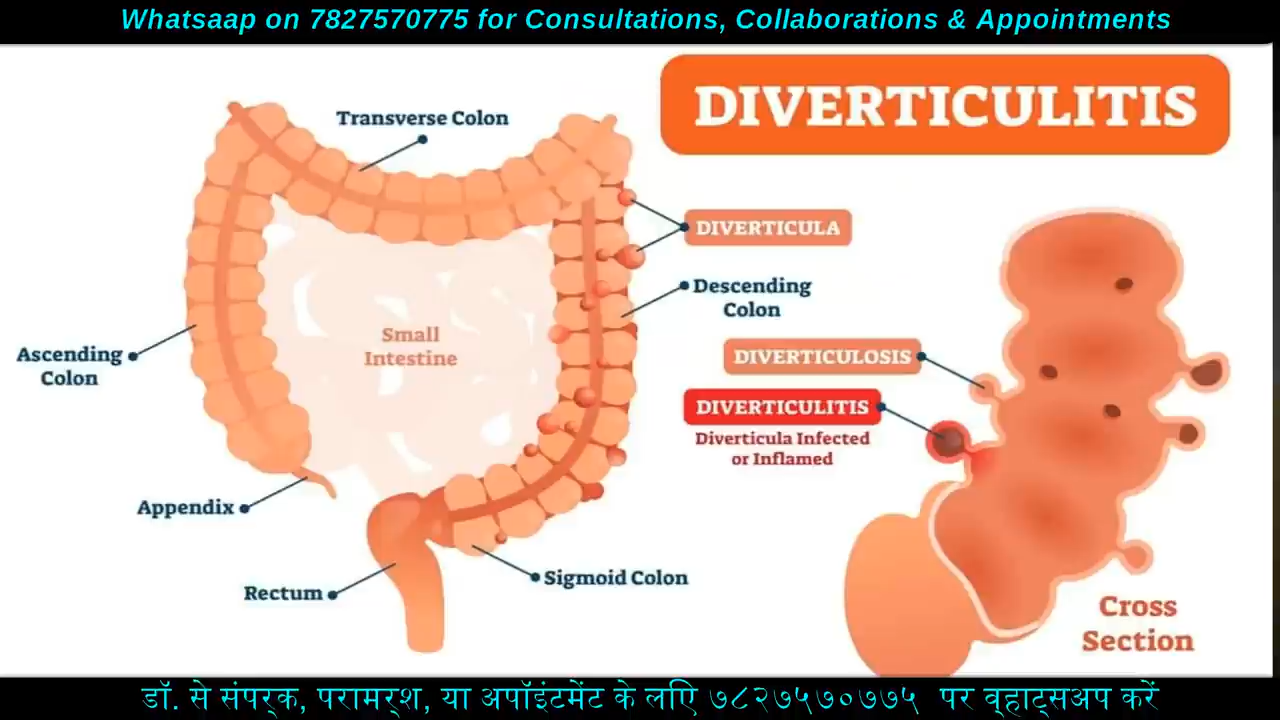 Whatsaap on 7827570775 for Consultations, Collaborations & Appointments
DIVERTICULITIS
Transverse Colon
DIVERTICULA
Descending
Colon
Small
Intestine
Ascending
Colon
DIVERTICULOSIS
DIVERTICULITIS
Diverticula Infected
or Inflamed
Appendix
Rectum
Sigmoid Colon
Cross
Section
डॉ. से संपर्क, परामर्श, या अपॉइंटमेंट के लिए ७८२७५७०७७५ पर व्हाट्सअप करें